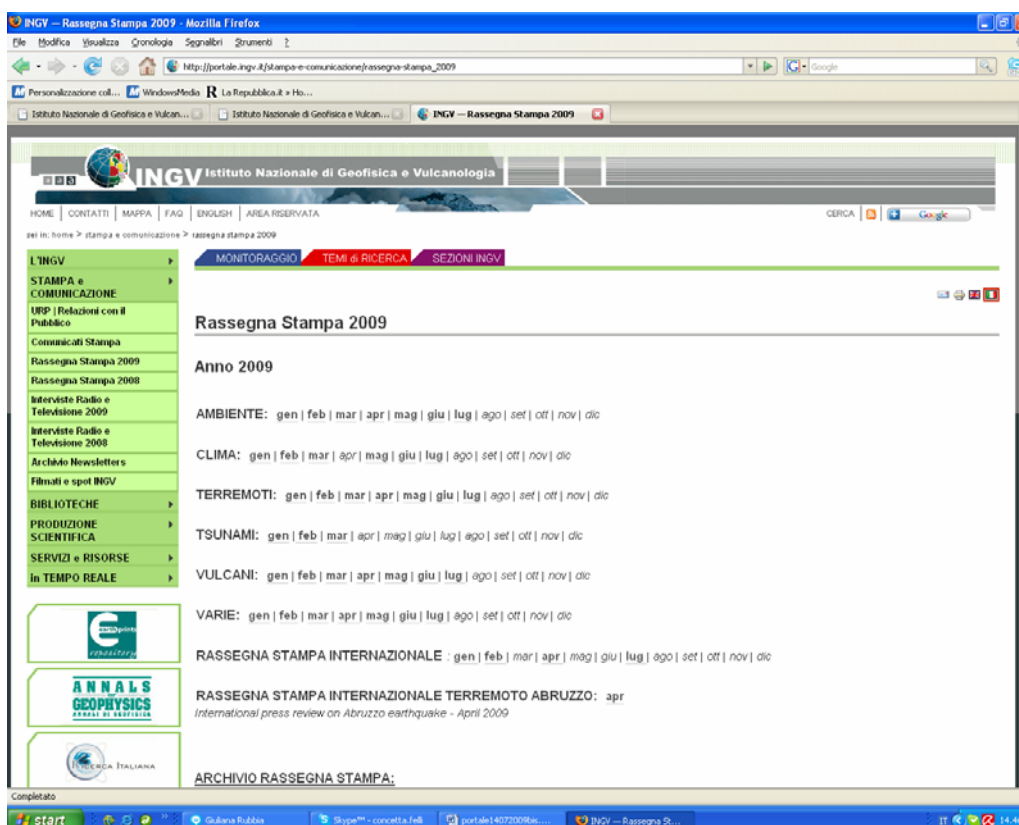 INGV — Rassegna Stampa 2009 - Mozilla Firefox
File Modifica Visualizza Cronologia Segnalibri Strumenti ?
http://portale.ingv.it/stampa-e-comunicazione/rassegna-stampa_2009 G Google
Personalizzazione coll... WindowsMedia R La Repubblica.it » Ho...
Istituto Nazionale di Geofisica e Vulcan... Istituto Nazionale di Geofisica e Vulcan... INGV — Rassegna Stampa 2009
INGV Istituto Nazionale di Geofisica e Vulcanologia
HOME | CONTATTI | MAPPA | FAQ | ENGLISH | AREA RISERVATA CERCA Google
sei in: home > stampa e comunicazione > rassegna stampa 2009
MONITORAGGIO TEMI di RICERCA SEZIONI INGV
L'INGV
STAMPA e COMUNICAZIONE
URP | Relazioni con il Pubblico
Comunicati Stampa
Rassegna Stampa 2009
Rassegna Stampa 2008
Interviste Radio e Televisione 2009
Interviste Radio e Televisione 2008
Archivio Newsletters
Filmati e spot INGV
BIBLIOTECHE
PRODUZIONE SCIENTIFICA
SERVIZI e RISORSE
in TEMPO REALE
earth-prints
repository
ANNALS
OF
GEOPHYSICS
ANNALI DI GEOFISICA
RICERCA ITALIANA
Rassegna Stampa 2009
Anno 2009
AMBIENTE: gen | feb | mar | apr | mag | giu | lug | ago | set | ott | nov | dic
CLIMA: gen | feb | mar | apr | mag | giu | lug | ago | set | ott | nov | dic
TERREMOTI: gen | feb | mar | apr | mag | giu | lug | ago | set | ott | nov | dic
TSUNAMI: gen | feb | mar | apr | mag | giu | lug | ago | set | ott | nov | dic
VULCANI: gen | feb | mar | apr | mag | giu | lug | ago | set | ott | nov | dic
VARIE: gen | feb | mar | apr | mag | giu | lug | ago | set | ott | nov | dic
RASSEGNA STAMPA INTERNAZIONALE : gen | feb | mar | apr | mag | giu | lug | ago | set | ott | nov | dic
RASSEGNA STAMPA INTERNAZIONALE TERREMOTO ABRUZZO: apr
International press review on Abruzzo earthquake - April 2009
ARCHIVIO RASSEGNA STAMPA:
Completato
start Giuliana Rubbia Skype™ - concetta.felli portale14072009bis.... INGV — Rassegna St... IT 14.46